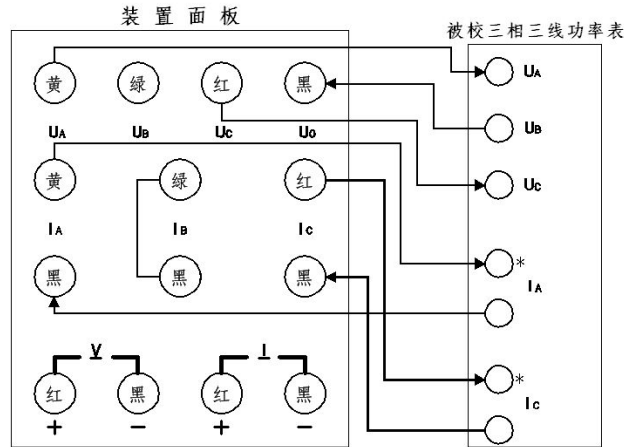 装 置 面 板
被校三相三线功率表
黄 绿 红 黑
UA UB UC UO
黄 绿 红
IA IB IC
黑 黑 黑
V I
红 黑 红 黑
+ − + −
UA
UB
UC
*
IA
*
IC